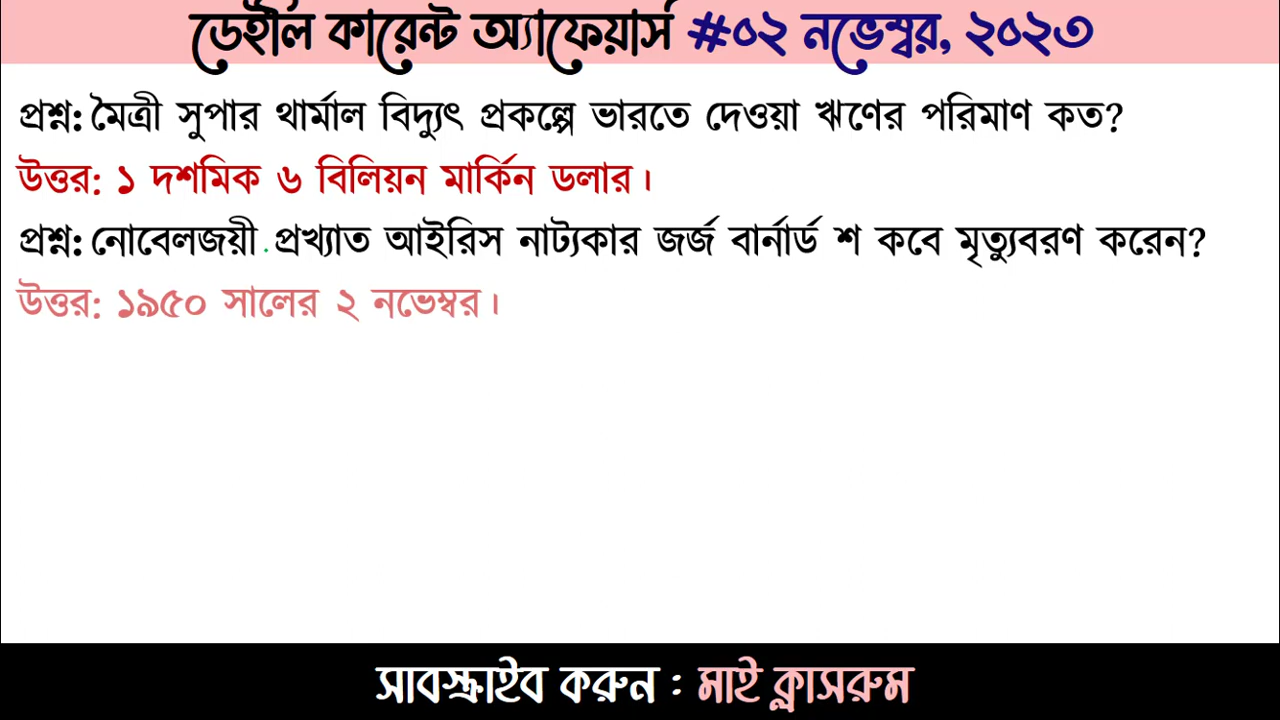 ডেইলি কারেন্ট অ্যাফেয়ার্স #০২ নভেম্বর, ২০২৩
প্রশ্ন: মৈত্রী সুপার থার্মাল বিদ্যুৎ প্রকল্পে ভারতে দেওয়া ঋণের পরিমাণ কত?
উত্তর: ১ দশমিক ৬ বিলিয়ন মার্কিন ডলার।
প্রশ্ন: নোবেলজয়ী প্রখ্যাত আইরিস নাট্যকার জর্জ বার্নার্ড শ কবে মৃত্যুবরণ করেন?
উত্তর: ১৯৫০ সালের ২ নভেম্বর।
সাবস্ক্রাইব করুন : মাই ক্লাসরুম